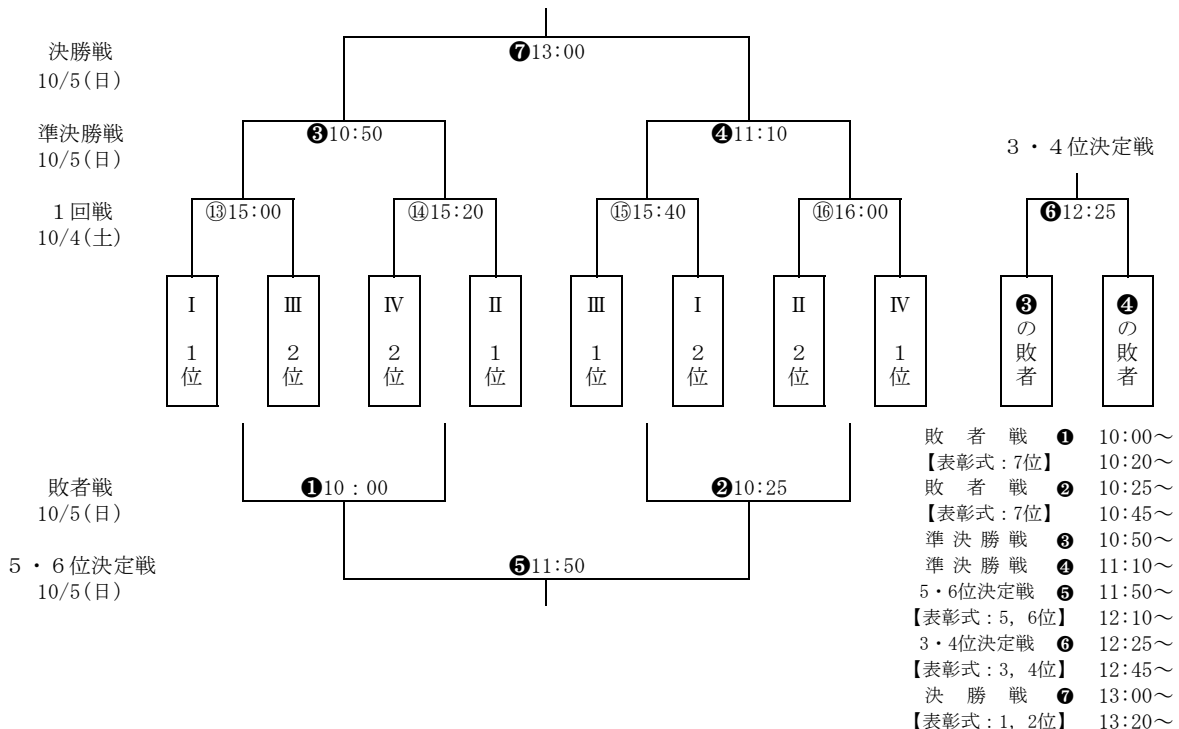 決勝戦
10/5(日)
❼13:00
準決勝戦
10/5(日)
❸10:50
❹11:10
３・４位決定戦
１回戦
10/4(土)
⑬15:00
⑭15:20
⑮15:40
⑯16:00
❻12:25
Ⅰ １位
Ⅲ ２位
Ⅳ ２位
Ⅱ １位
Ⅲ １位
Ⅰ ２位
Ⅱ ２位
Ⅳ １位
❸の敗者
❹の敗者
敗者戦
10/5(日)
❶10：00
❷10:25
５・６位決定戦
10/5(日)
❺11:50
敗　者　戦　❶　10:00～
【表彰式：7位】　10:20～
敗　者　戦　❷　10:25～
【表彰式：7位】　10:45～
準 決 勝 戦　❸　10:50～
準 決 勝 戦　❹　11:10～
5・6位決定戦　❺　11:50～
【表彰式：5, 6位】　12:10～
3・4位決定戦　❻　12:25～
【表彰式：3, 4位】　12:45～
決　勝　戦　❼　13:00～
【表彰式：1, 2位】　13:20～